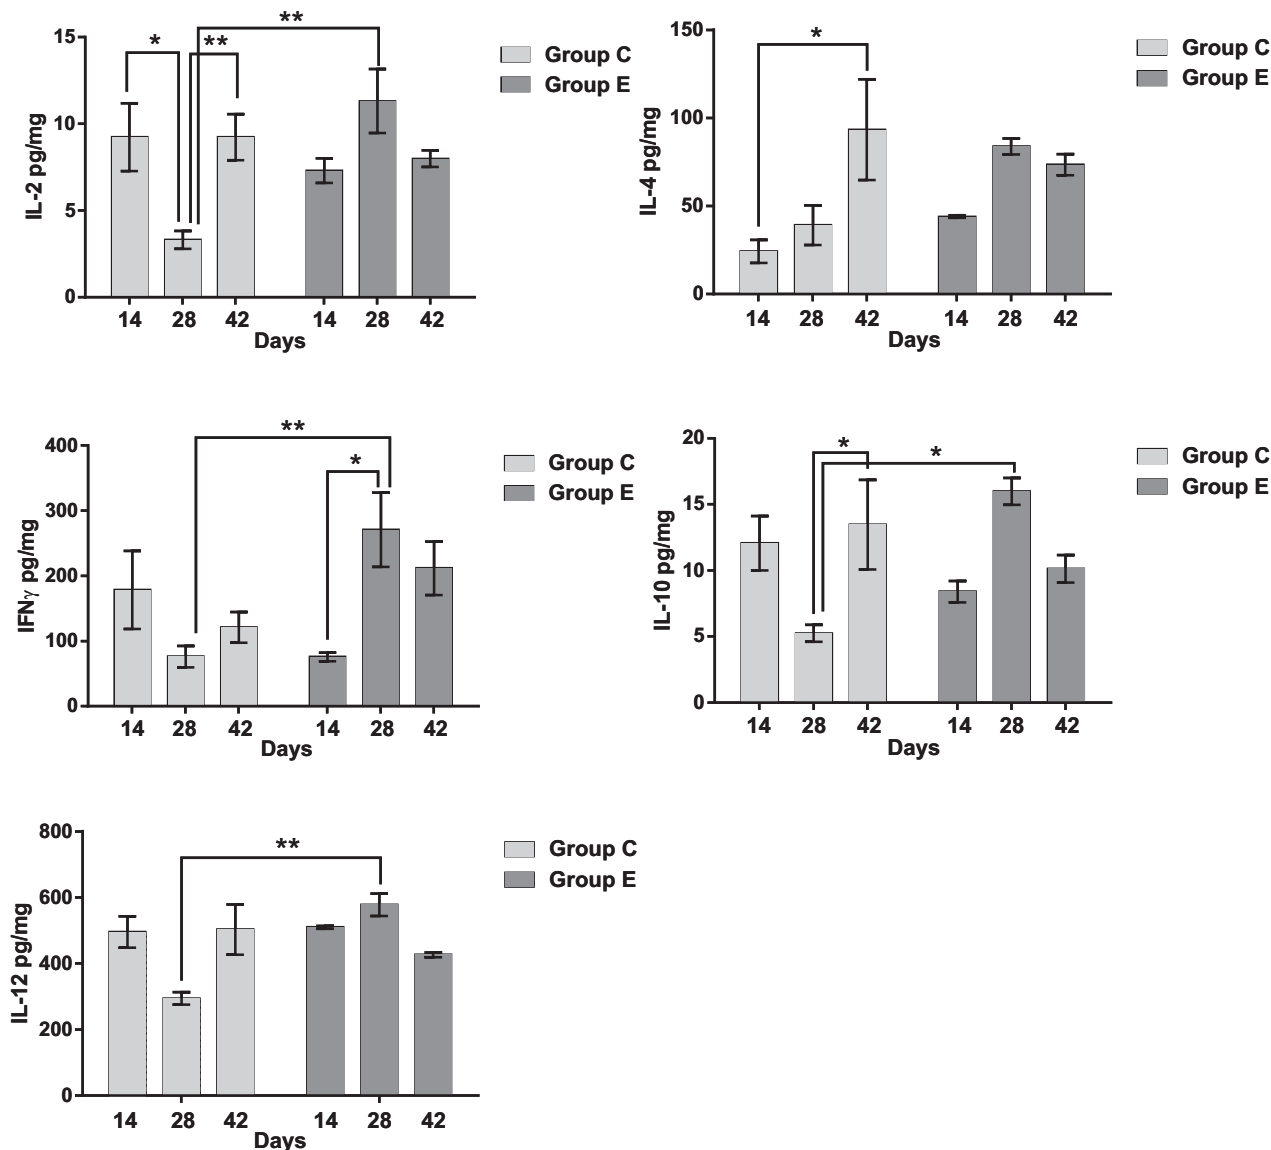 **
15
*
**
Group C
Group E
10
IL-2 pg/mg
5
0
14 28 42 14 28 42
Days
150
*
Group C
Group E
100
IL-4 pg/mg
50
0
14 28 42 14 28 42
Days
**
400
*
Group C
Group E
300
IFNγ pg/mg
200
100
0
14 28 42 14 28 42
Days
20
*
*
Group C
Group E
15
IL-10 pg/mg
10
5
0
14 28 42 14 28 42
Days
800
**
Group C
Group E
600
IL-12 pg/mg
400
200
0
14 28 42 14 28 42
Days